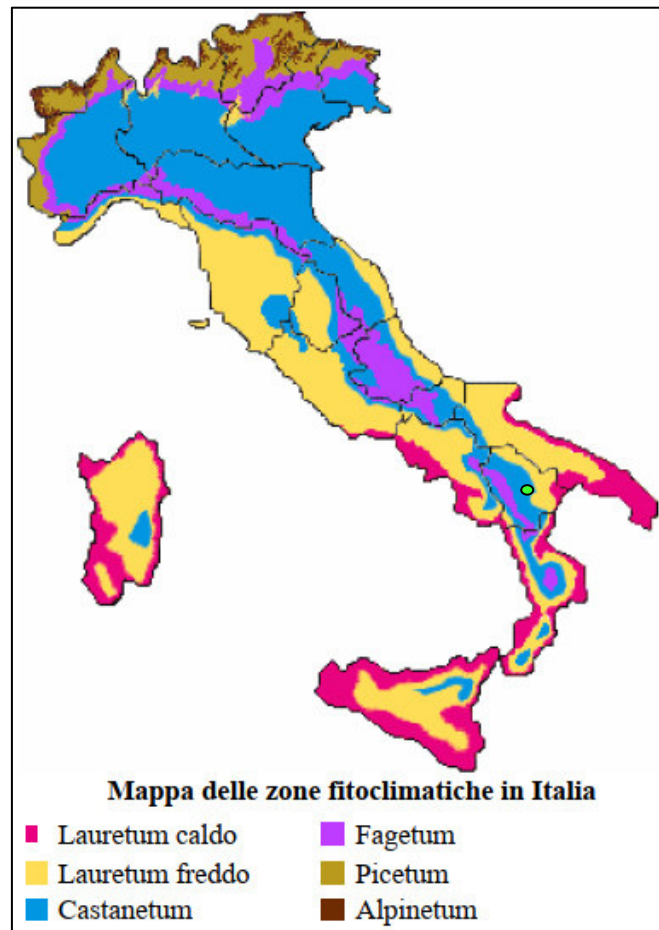 Mappa delle zone fitoclimatiche in Italia
Lauretum caldo
Lauretum freddo
Castanetum
Fagetum
Picetum
Alpinetum